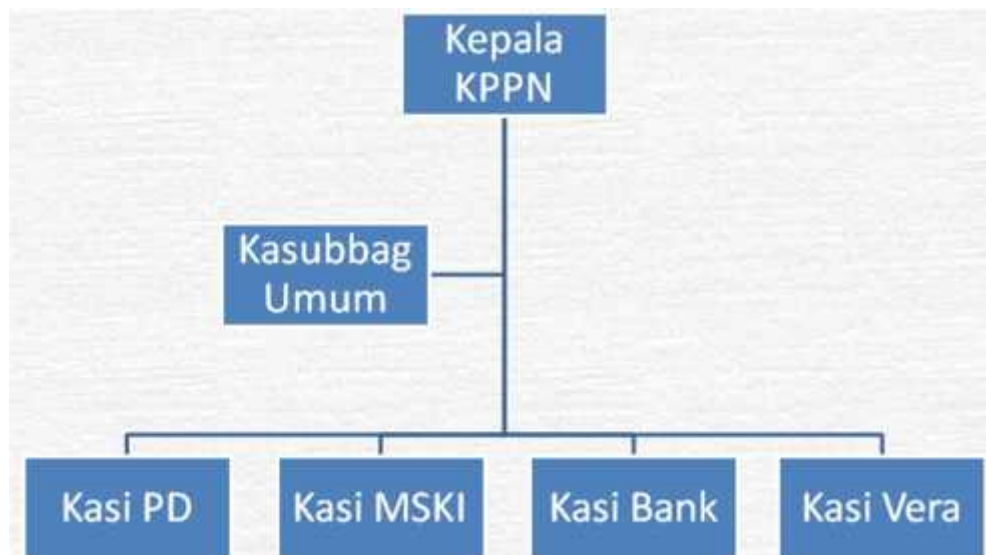 Kepala
KPPN
Kasubbag
Umum
Kasi PD
Kasi MSKI
Kasi Bank
Kasi Vera